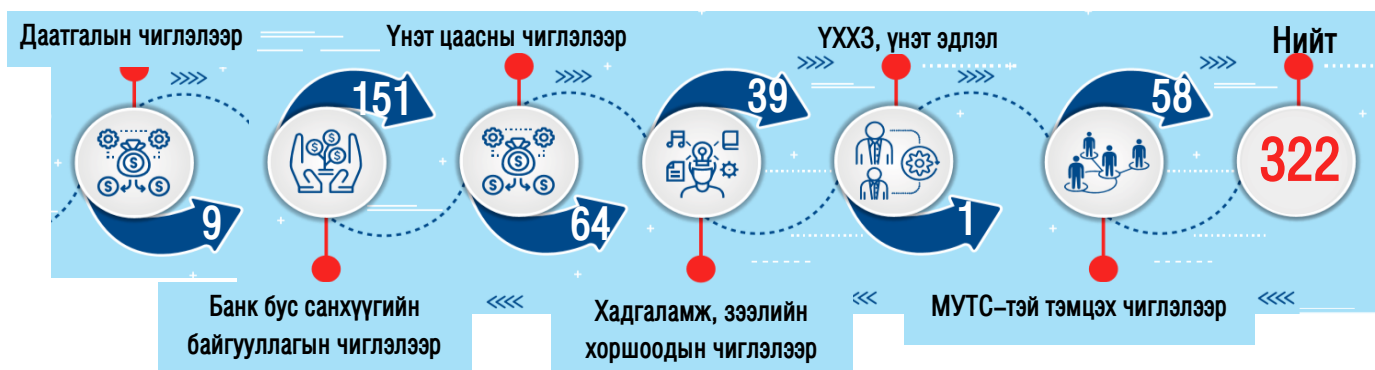 Даатгалын чиглэлээр
9
151
Банк бус санхүүгийн
байгууллагын чиглэлээр
Үнэт цаасны чиглэлээр
64
39
Хадгаламж, зээлийн
хоршоодын чиглэлээр
ҮХХЗ, үнэт эдлэл
1
58
МУТС-тэй тэмцэх чиглэлээр
Нийт
322